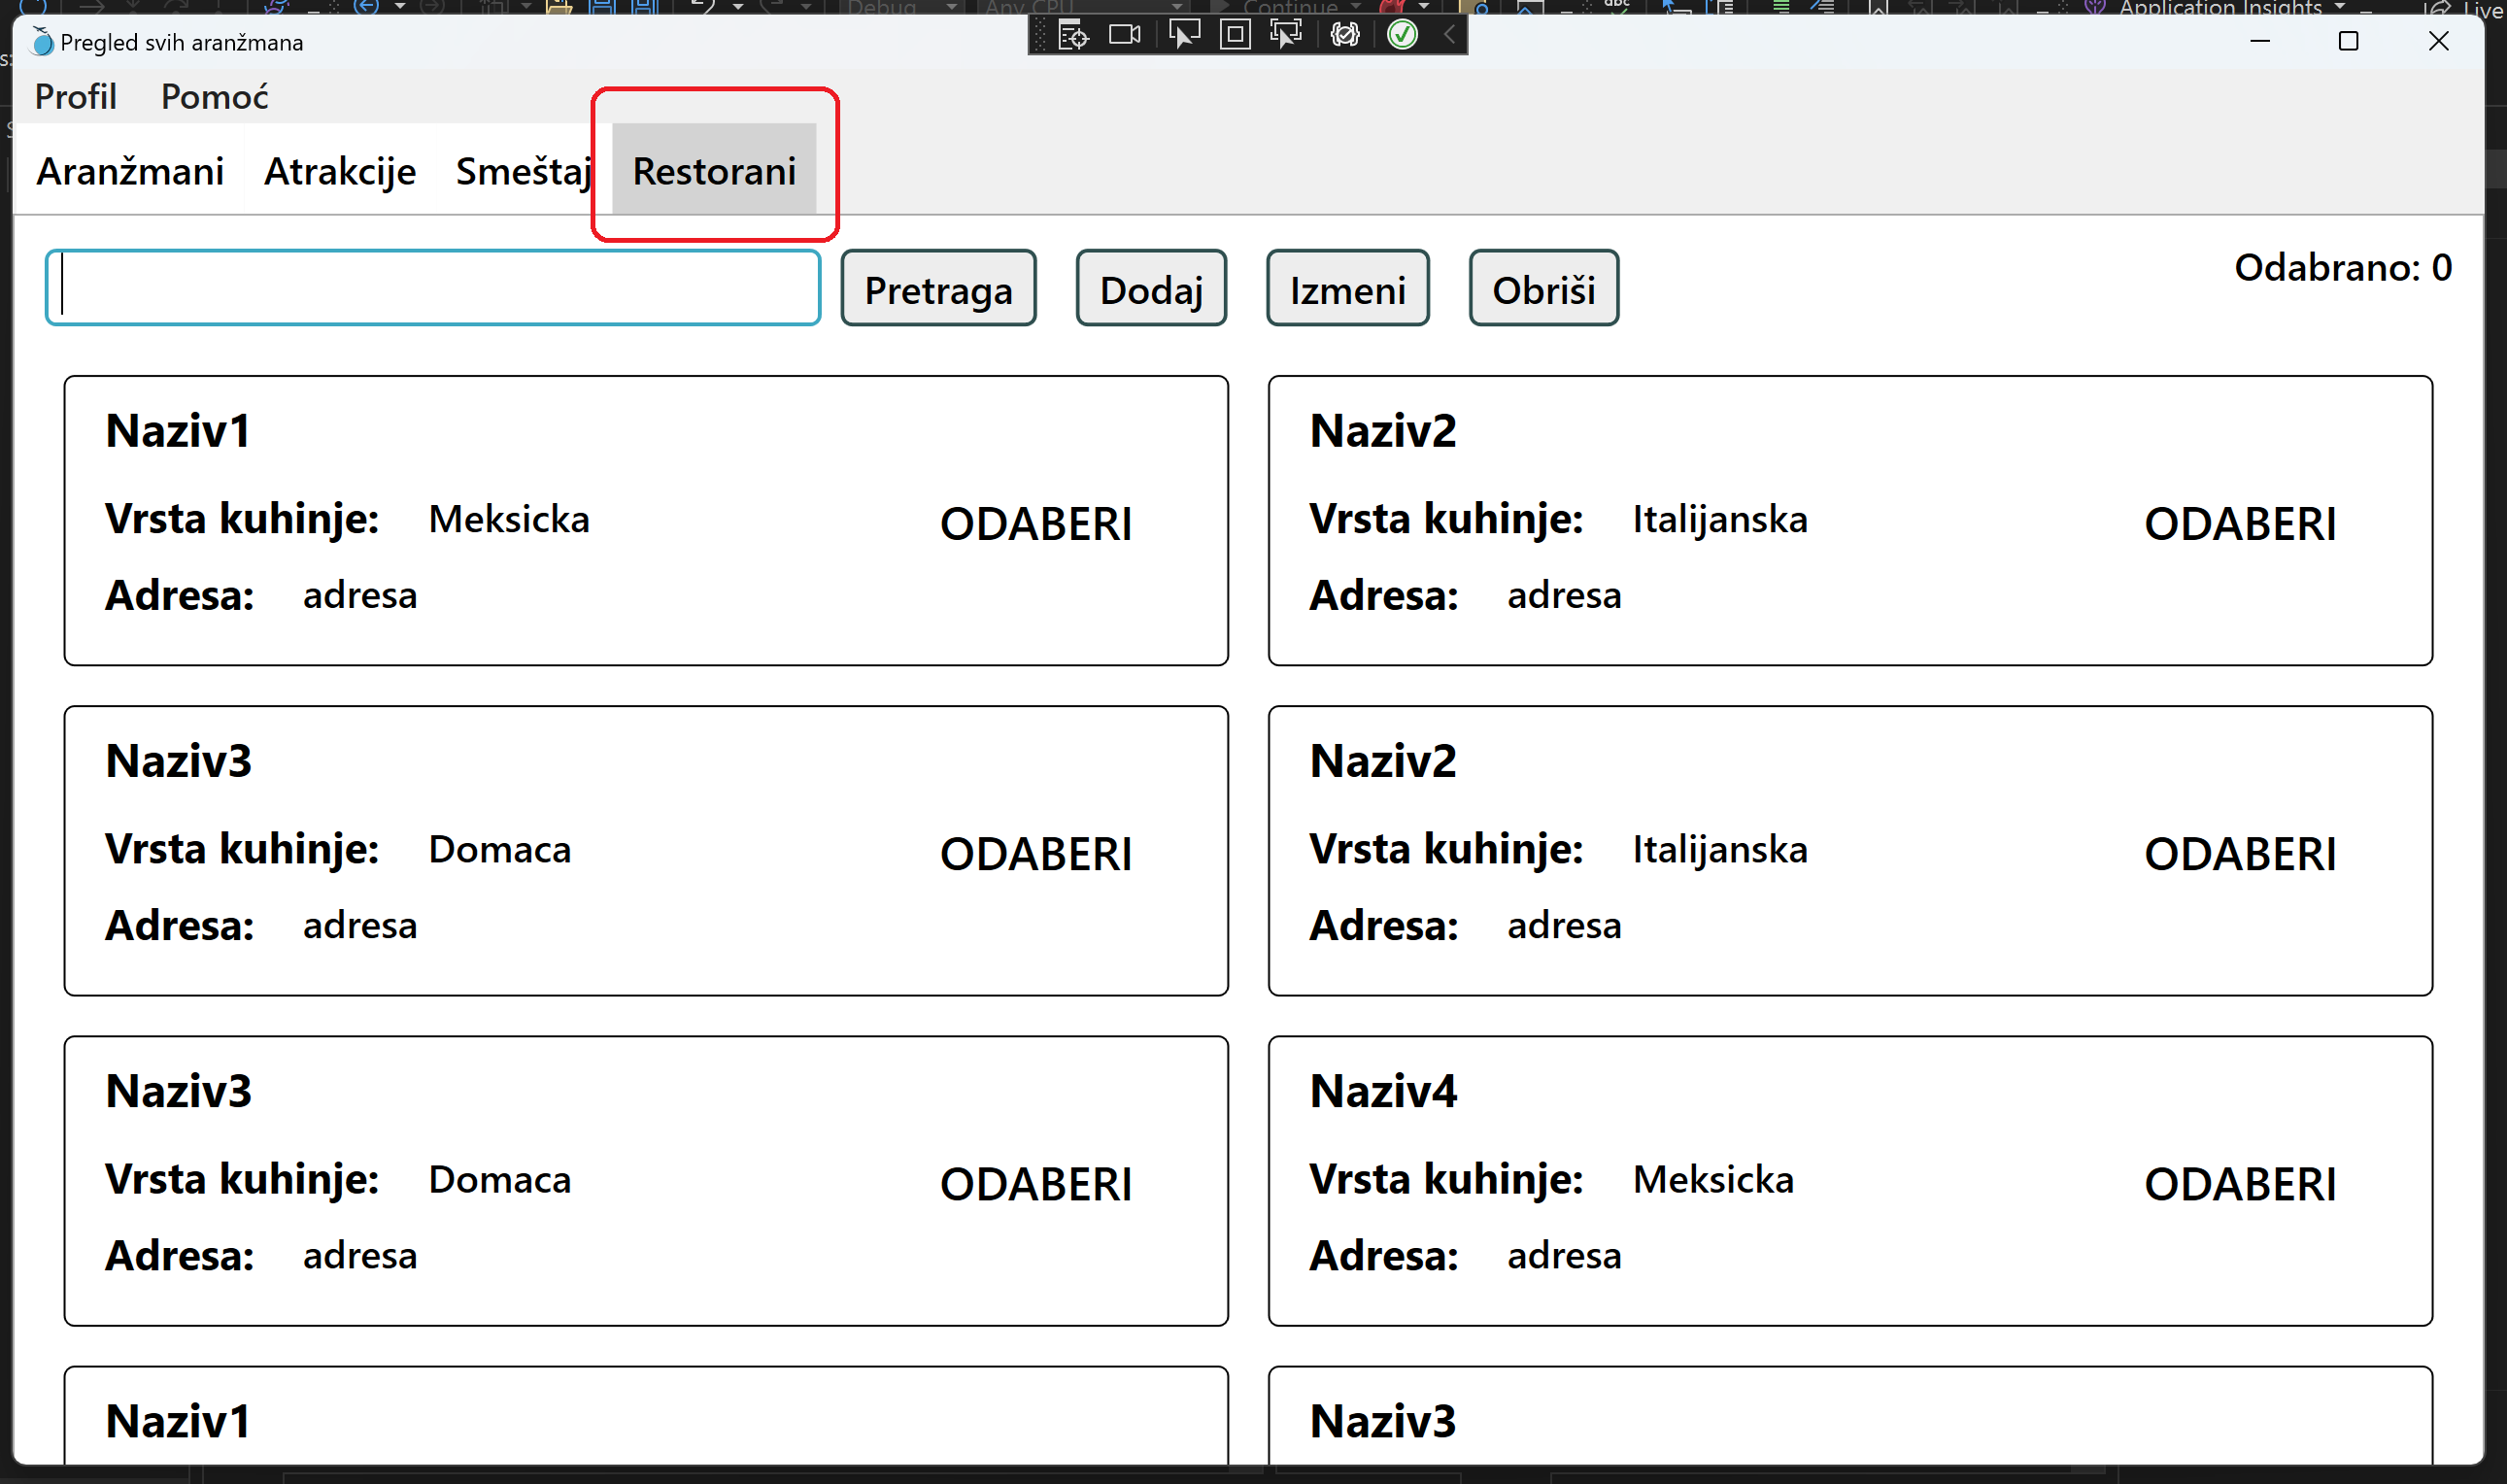 Debug Any CPU Continue Application Insights Live
Pregled svih aranžmana
Profil Pomoć
Aranžmani Atrakcije Smeštaj Restorani
Pretraga Dodaj Izmeni Obriši Odabrano: 0
Naziv1
Vrsta kuhinje: Meksicka
Adresa: adresa
ODABERI
Naziv2
Vrsta kuhinje: Italijanska
Adresa: adresa
ODABERI
Naziv3
Vrsta kuhinje: Domaca
Adresa: adresa
ODABERI
Naziv2
Vrsta kuhinje: Italijanska
Adresa: adresa
ODABERI
Naziv3
Vrsta kuhinje: Domaca
Adresa: adresa
ODABERI
Naziv4
Vrsta kuhinje: Meksicka
Adresa: adresa
ODABERI
Naziv1
Naziv3